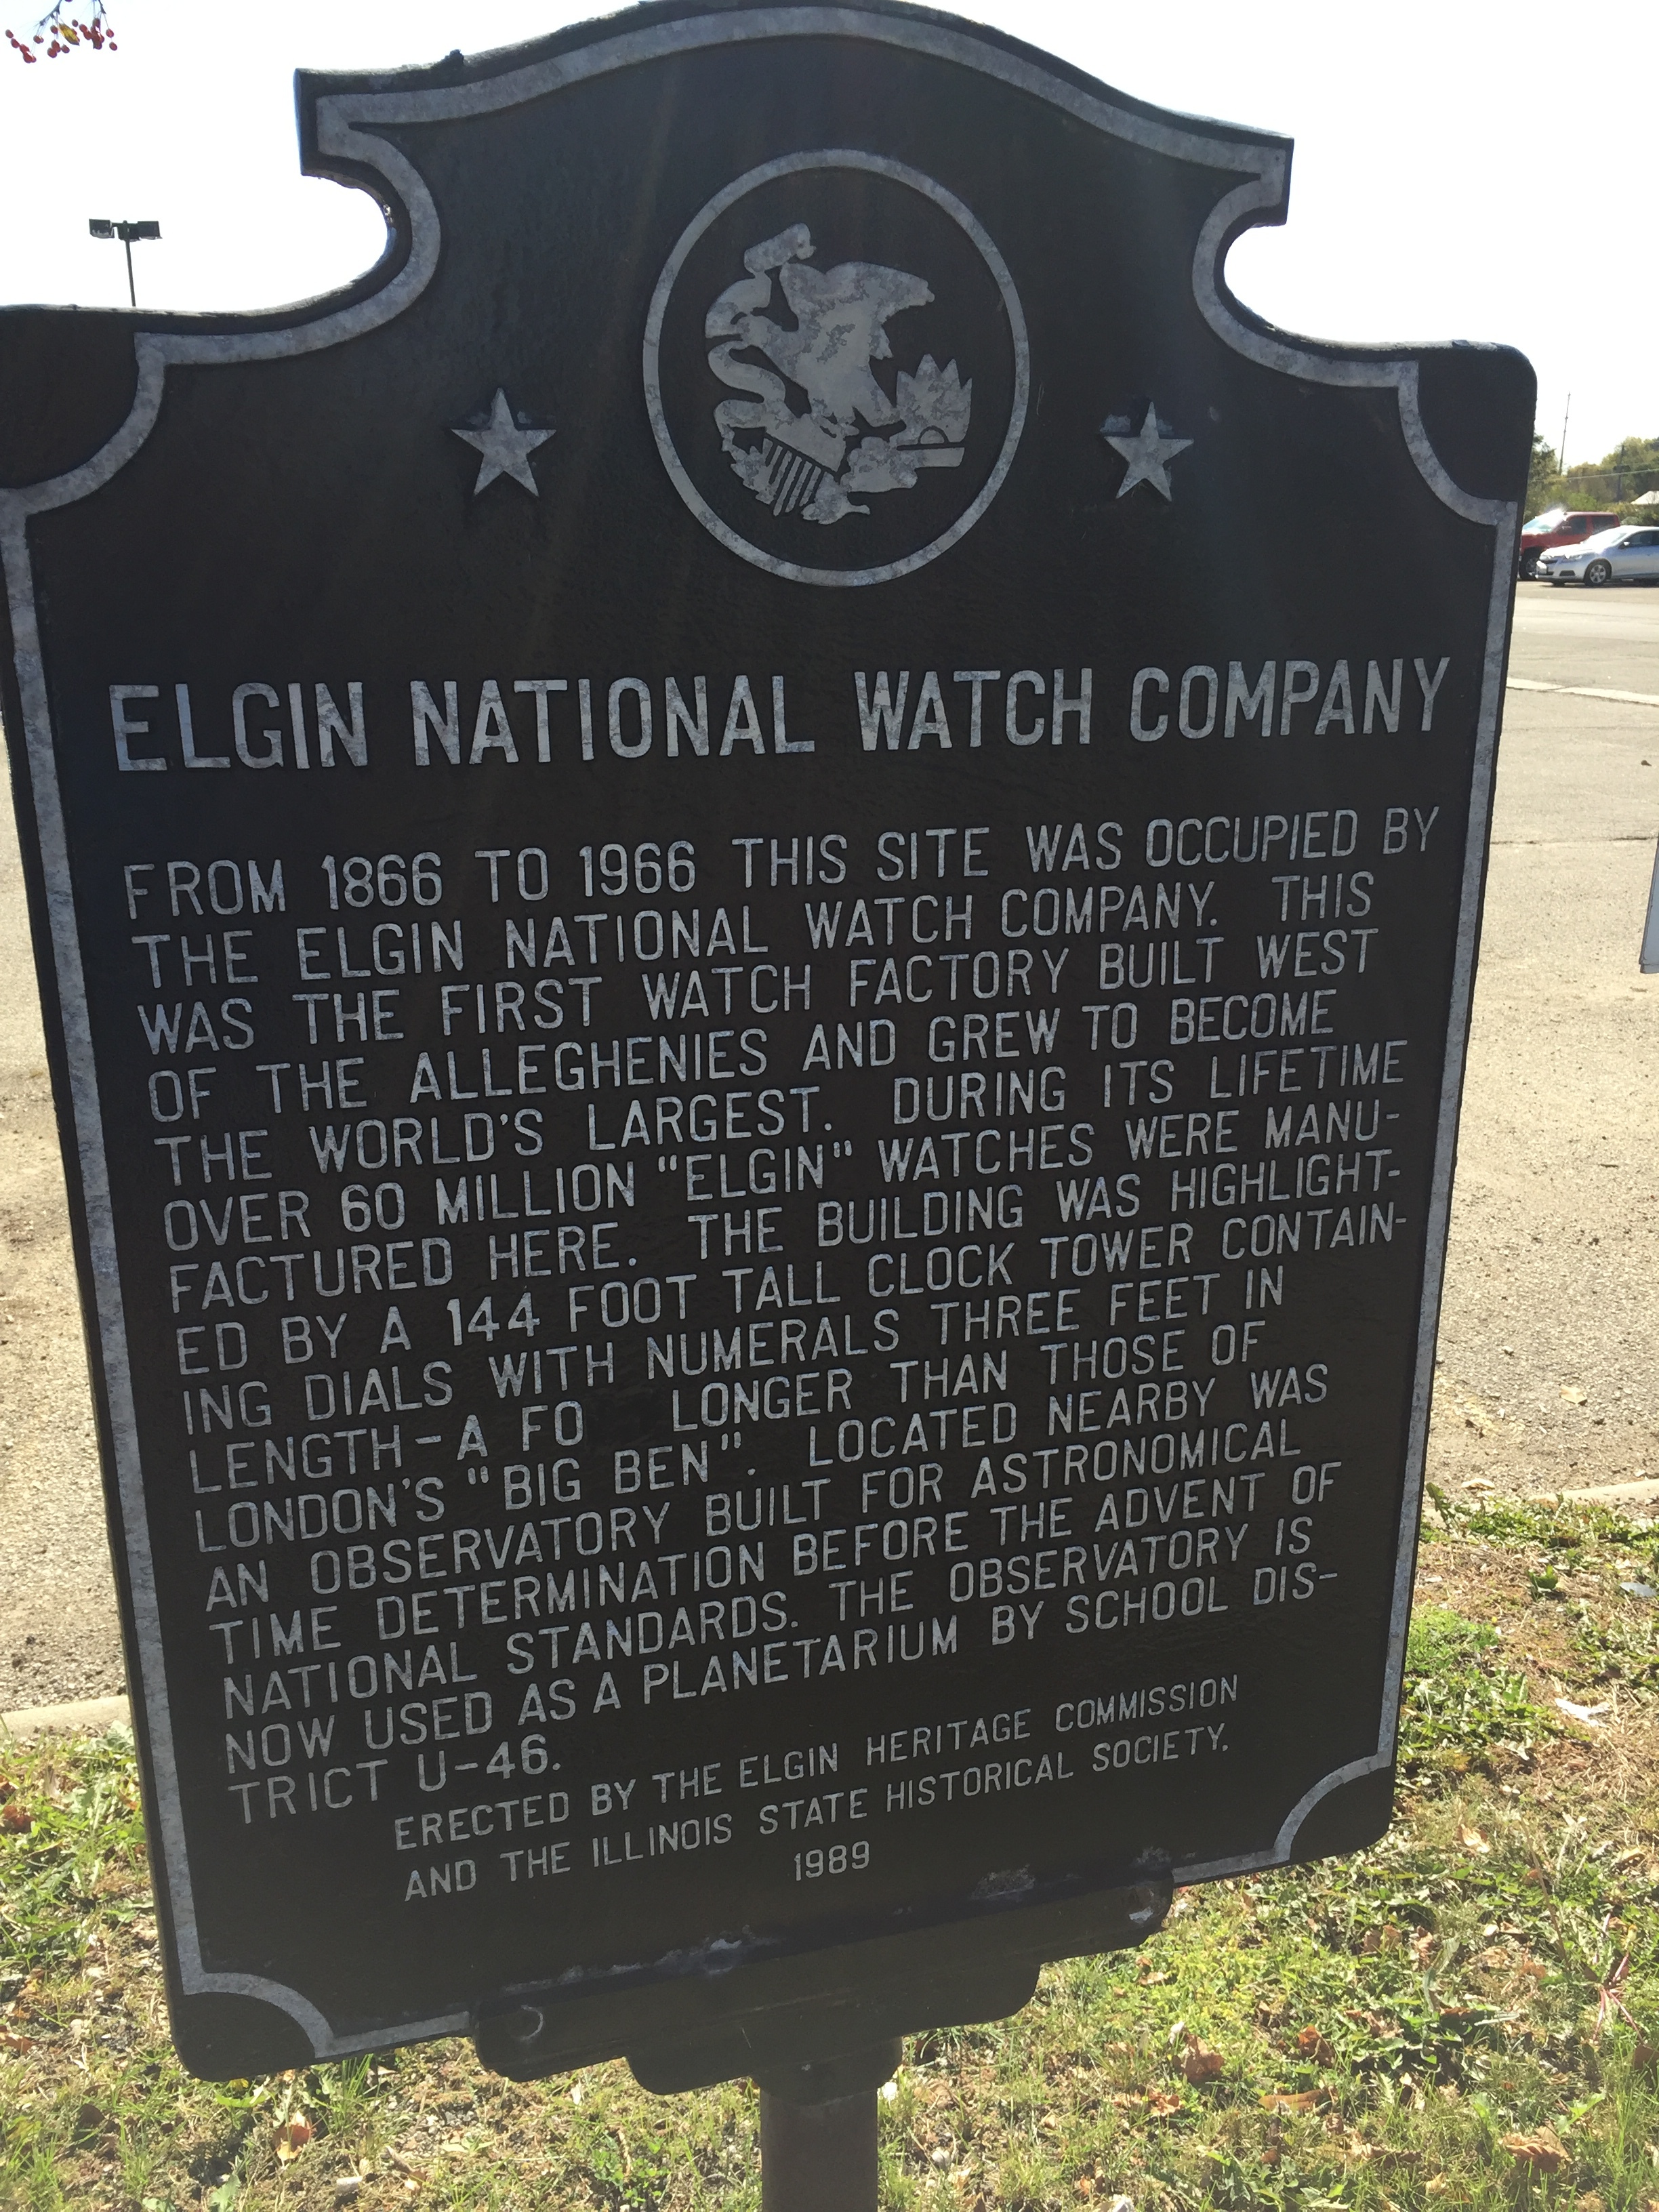 ELGIN NATIONAL WATCH COMPANY
FROM 1866 TO 1966 THIS SITE WAS OCCUPIED BY
THE ELGIN NATIONAL WATCH COMPANY. THIS
WAS THE FIRST WATCH FACTORY BUILT WEST
OF THE ALLEGHENIES AND GREW TO BECOME
THE WORLD'S LARGEST. DURING ITS LIFETIME
OVER 60 MILLION "ELGIN" WATCHES WERE MANU-
FACTURED HERE. THE BUILDING WAS HIGHLIGHT-
ED BY A 144 FOOT TALL CLOCK TOWER CONTAIN-
ING DIALS WITH NUMERALS THREE FEET IN
LENGTH-A FO LONGER THAN THOSE OF
LONDON'S "BIG BEN". LOCATED NEARBY WAS
AN OBSERVATORY BUILT FOR ASTRONOMICAL
TIME DETERMINATION BEFORE THE ADVENT OF
NATIONAL STANDARDS. THE OBSERVATORY IS
NOW USED AS A PLANETARIUM BY SCHOOL DIS-
TRICT U-46.
ERECTED BY THE ELGIN HERITAGE COMMISSION
AND THE ILLINOIS STATE HISTORICAL SOCIETY,
1989